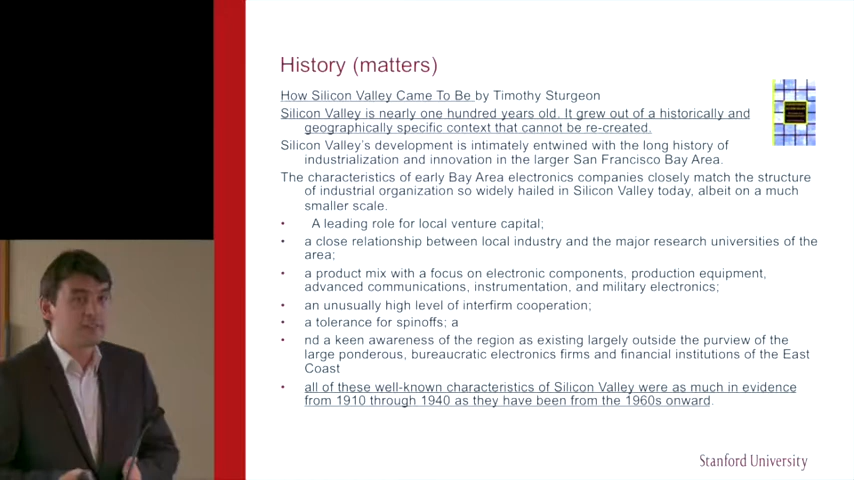 History (matters)
How Silicon Valley Came To Be by Timothy Sturgeon
Silicon Valley is nearly one hundred years old. It grew out of a historically and
geographically specific context that cannot be re-created.
Silicon Valley's development is intimately entwined with the long history of
industrialization and innovation in the larger San Francisco Bay Area.
The characteristics of early Bay Area electronics companies closely match the structure
of industrial organization so widely hailed in Silicon Valley today, albeit on a much
smaller scale.
• A leading role for local venture capital;
• a close relationship between local industry and the major research universities of the
area;
• a product mix with a focus on electronic components, production equipment,
advanced communications, instrumentation, and military electronics;
• an unusually high level of interfirm cooperation;
• a tolerance for spinoffs; a
• nd a keen awareness of the region as existing largely outside the purview of the
large ponderous, bureaucratic electronics firms and financial institutions of the East
Coast
• all of these well-known characteristics of Silicon Valley were as much in evidence
from 1910 through 1940 as they have been from the 1960s onward.
Stanford University